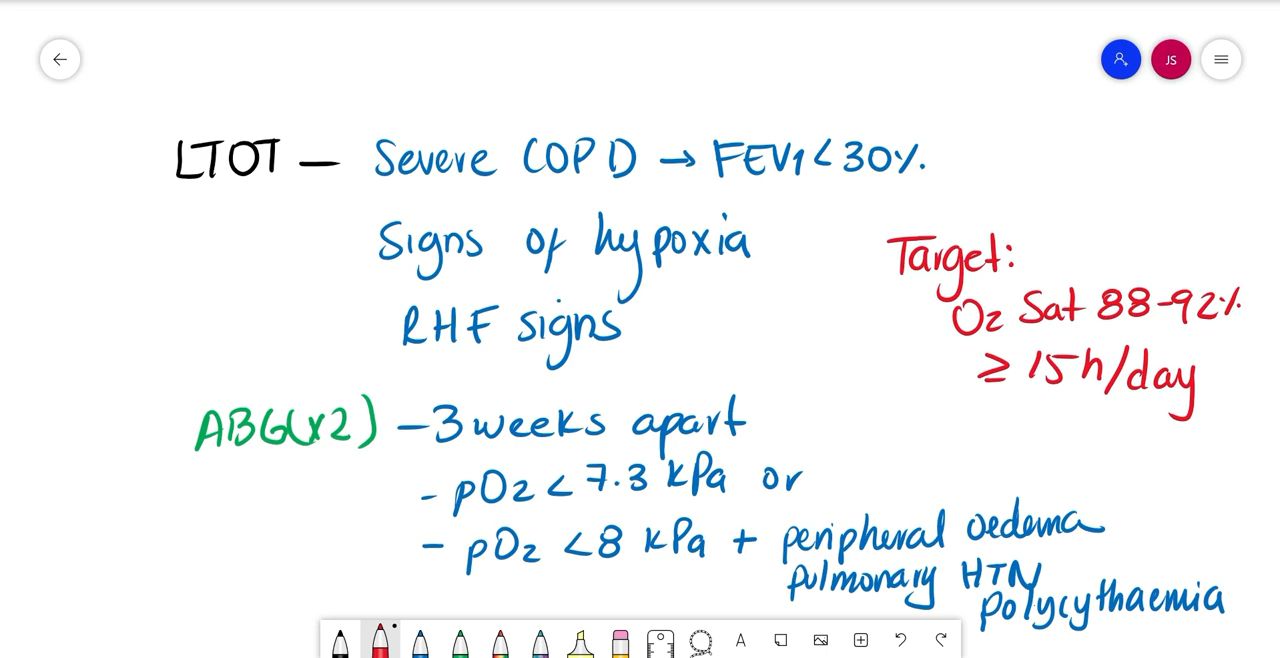 JS
LTOT – Severe COPD → FEV1 < 30%.
Signs of hypoxia
RHF signs
Target:
O2 Sat 88-92%
≥ 15h/day
ABG(x2) – 3 weeks apart
- pO2 < 7.3 kPa or
- pO2 < 8 kPa + peripheral oedema
pulmonary HTN
polycythaemia
A